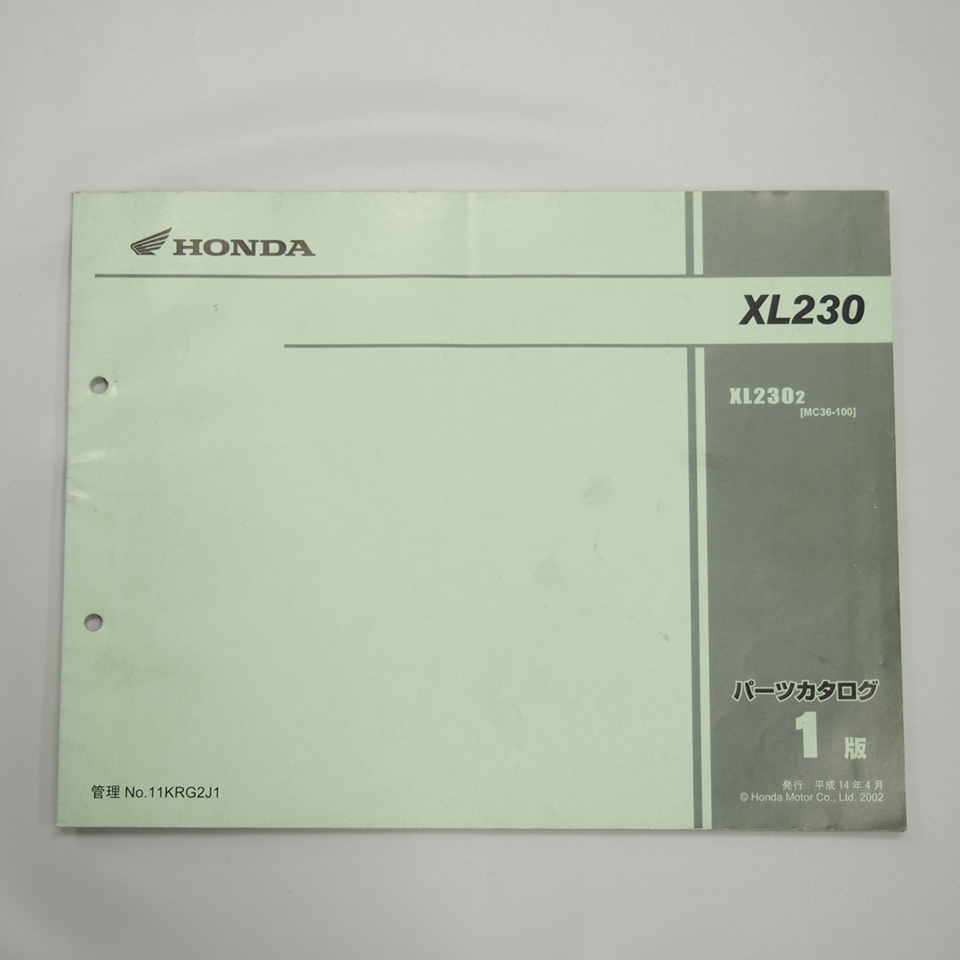 HONDA
XL230
XL2302
[MC36-100]
パーツカタログ
1版
発行 平成14年4月
© Honda Motor Co., Ltd. 2002
管理 No.11KRG2J1